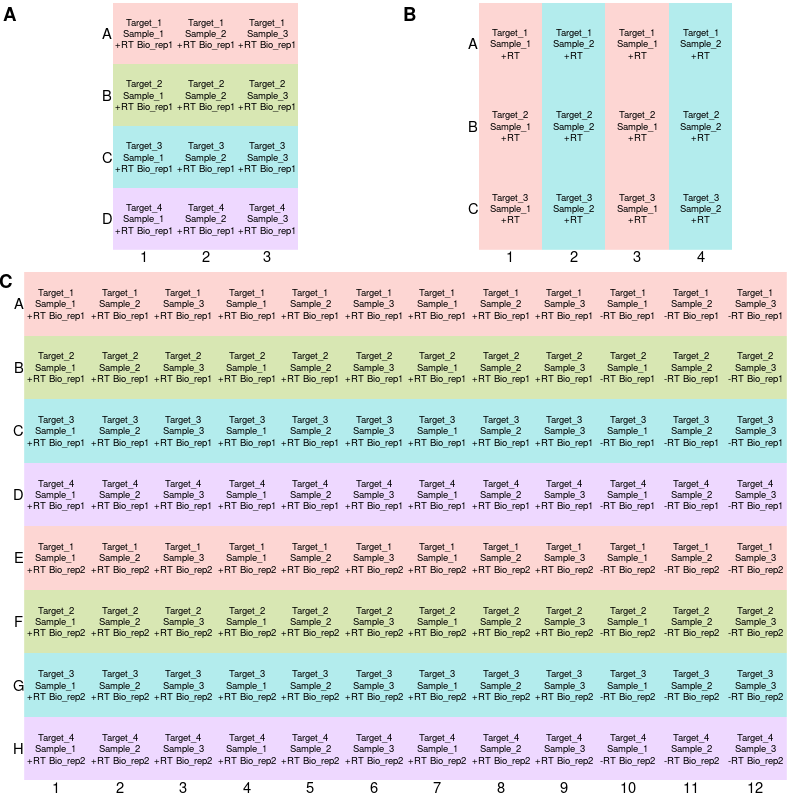 A
Target_1 Target_1 Target_1
A Sample_1 Sample_2 Sample_3
+RT Bio_rep1 +RT Bio_rep1 +RT Bio_rep1
Target_2 Target_2 Target_2
B Sample_1 Sample_2 Sample_3
+RT Bio_rep1 +RT Bio_rep1 +RT Bio_rep1
Target_3 Target_3 Target_3
C Sample_1 Sample_2 Sample_3
+RT Bio_rep1 +RT Bio_rep1 +RT Bio_rep1
Target_4 Target_4 Target_4
D Sample_1 Sample_2 Sample_3
+RT Bio_rep1 +RT Bio_rep1 +RT Bio_rep1
1 2 3
B
Target_1 Target_1 Target_1 Target_1
A Sample_1 Sample_2 Sample_1 Sample_2
+RT +RT +RT +RT
Target_2 Target_2 Target_2 Target_2
B Sample_1 Sample_2 Sample_1 Sample_2
+RT +RT +RT +RT
Target_3 Target_3 Target_3 Target_3
C Sample_1 Sample_2 Sample_1 Sample_2
+RT +RT +RT +RT
1 2 3 4
C
Target_1 Target_1 Target_1 Target_1 Target_1 Target_1 Target_1 Target_1 Target_1 Target_1 Target_1 Target_1
A Sample_1 Sample_2 Sample_3 Sample_1 Sample_2 Sample_3 Sample_1 Sample_2 Sample_3 Sample_1 Sample_2 Sample_3
+RT Bio_rep1 +RT Bio_rep1 +RT Bio_rep1 +RT Bio_rep1 +RT Bio_rep1 +RT Bio_rep1 +RT Bio_rep1 +RT Bio_rep1 +RT Bio_rep1 -RT Bio_rep1 -RT Bio_rep1 -RT Bio_rep1
Target_2 Target_2 Target_2 Target_2 Target_2 Target_2 Target_2 Target_2 Target_2 Target_2 Target_2 Target_2
B Sample_1 Sample_2 Sample_3 Sample_1 Sample_2 Sample_3 Sample_1 Sample_2 Sample_3 Sample_1 Sample_2 Sample_3
+RT Bio_rep1 +RT Bio_rep1 +RT Bio_rep1 +RT Bio_rep1 +RT Bio_rep1 +RT Bio_rep1 +RT Bio_rep1 +RT Bio_rep1 +RT Bio_rep1 -RT Bio_rep1 -RT Bio_rep1 -RT Bio_rep1
Target_3 Target_3 Target_3 Target_3 Target_3 Target_3 Target_3 Target_3 Target_3 Target_3 Target_3 Target_3
C Sample_1 Sample_2 Sample_3 Sample_1 Sample_2 Sample_3 Sample_1 Sample_2 Sample_3 Sample_1 Sample_2 Sample_3
+RT Bio_rep1 +RT Bio_rep1 +RT Bio_rep1 +RT Bio_rep1 +RT Bio_rep1 +RT Bio_rep1 +RT Bio_rep1 +RT Bio_rep1 +RT Bio_rep1 -RT Bio_rep1 -RT Bio_rep1 -RT Bio_rep1
Target_4 Target_4 Target_4 Target_4 Target_4 Target_4 Target_4 Target_4 Target_4 Target_4 Target_4 Target_4
D Sample_1 Sample_2 Sample_3 Sample_1 Sample_2 Sample_3 Sample_1 Sample_2 Sample_3 Sample_1 Sample_2 Sample_3
+RT Bio_rep1 +RT Bio_rep1 +RT Bio_rep1 +RT Bio_rep1 +RT Bio_rep1 +RT Bio_rep1 +RT Bio_rep1 +RT Bio_rep1 +RT Bio_rep1 -RT Bio_rep1 -RT Bio_rep1 -RT Bio_rep1
Target_1 Target_1 Target_1 Target_1 Target_1 Target_1 Target_1 Target_1 Target_1 Target_1 Target_1 Target_1
E Sample_1 Sample_2 Sample_3 Sample_1 Sample_2 Sample_3 Sample_1 Sample_2 Sample_3 Sample_1 Sample_2 Sample_3
+RT Bio_rep2 +RT Bio_rep2 +RT Bio_rep2 +RT Bio_rep2 +RT Bio_rep2 +RT Bio_rep2 +RT Bio_rep2 +RT Bio_rep2 +RT Bio_rep2 -RT Bio_rep2 -RT Bio_rep2 -RT Bio_rep2
Target_2 Target_2 Target_2 Target_2 Target_2 Target_2 Target_2 Target_2 Target_2 Target_2 Target_2 Target_2
F Sample_1 Sample_2 Sample_3 Sample_1 Sample_2 Sample_3 Sample_1 Sample_2 Sample_3 Sample_1 Sample_2 Sample_3
+RT Bio_rep2 +RT Bio_rep2 +RT Bio_rep2 +RT Bio_rep2 +RT Bio_rep2 +RT Bio_rep2 +RT Bio_rep2 +RT Bio_rep2 +RT Bio_rep2 -RT Bio_rep2 -RT Bio_rep2 -RT Bio_rep2
Target_3 Target_3 Target_3 Target_3 Target_3 Target_3 Target_3 Target_3 Target_3 Target_3 Target_3 Target_3
G Sample_1 Sample_2 Sample_3 Sample_1 Sample_2 Sample_3 Sample_1 Sample_2 Sample_3 Sample_1 Sample_2 Sample_3
+RT Bio_rep2 +RT Bio_rep2 +RT Bio_rep2 +RT Bio_rep2 +RT Bio_rep2 +RT Bio_rep2 +RT Bio_rep2 +RT Bio_rep2 +RT Bio_rep2 -RT Bio_rep2 -RT Bio_rep2 -RT Bio_rep2
Target_4 Target_4 Target_4 Target_4 Target_4 Target_4 Target_4 Target_4 Target_4 Target_4 Target_4 Target_4
H Sample_1 Sample_2 Sample_3 Sample_1 Sample_2 Sample_3 Sample_1 Sample_2 Sample_3 Sample_1 Sample_2 Sample_3
+RT Bio_rep2 +RT Bio_rep2 +RT Bio_rep2 +RT Bio_rep2 +RT Bio_rep2 +RT Bio_rep2 +RT Bio_rep2 +RT Bio_rep2 +RT Bio_rep2 -RT Bio_rep2 -RT Bio_rep2 -RT Bio_rep2
1 2 3 4 5 6 7 8 9 10 11 12